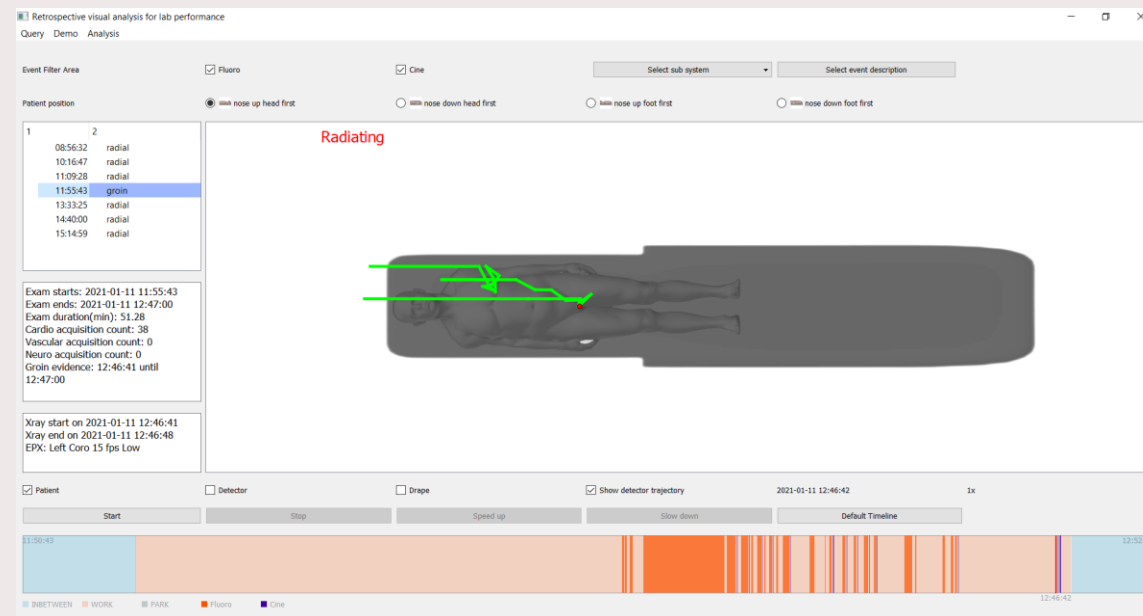 Retrospective visual analysis for lab performance
Query Demo Analysis
Event Filter Area Fluoro Cine Select sub system Select event description
Patient position nose up head first nose down head first nose up foot first nose down foot first
1 2
08:56:32 radial
10:16:47 radial
11:09:28 radial
11:55:43 groin
13:33:25 radial
14:40:00 radial
15:14:59 radial
Radiating
Exam starts: 2021-01-11 11:55:43
Exam ends: 2021-01-11 12:47:00
Exam duration(min): 51.28
Cardio acquisition count: 38
Vascular acquisition count: 0
Neuro acquisition count: 0
Groin evidence: 12:46:41 until
12:47:00
Xray start on 2021-01-11 12:46:41
Xray end on 2021-01-11 12:46:48
EPX: Left Coro 15 fps Low
Patient Detector Drape Show detector trajectory 2021-01-11 12:46:42 1x
Start Stop Speed up Slow down Default Timeline
11:50:43 12:52
12:46:42
INBETWEEN WORK PARK Fluoro Cine